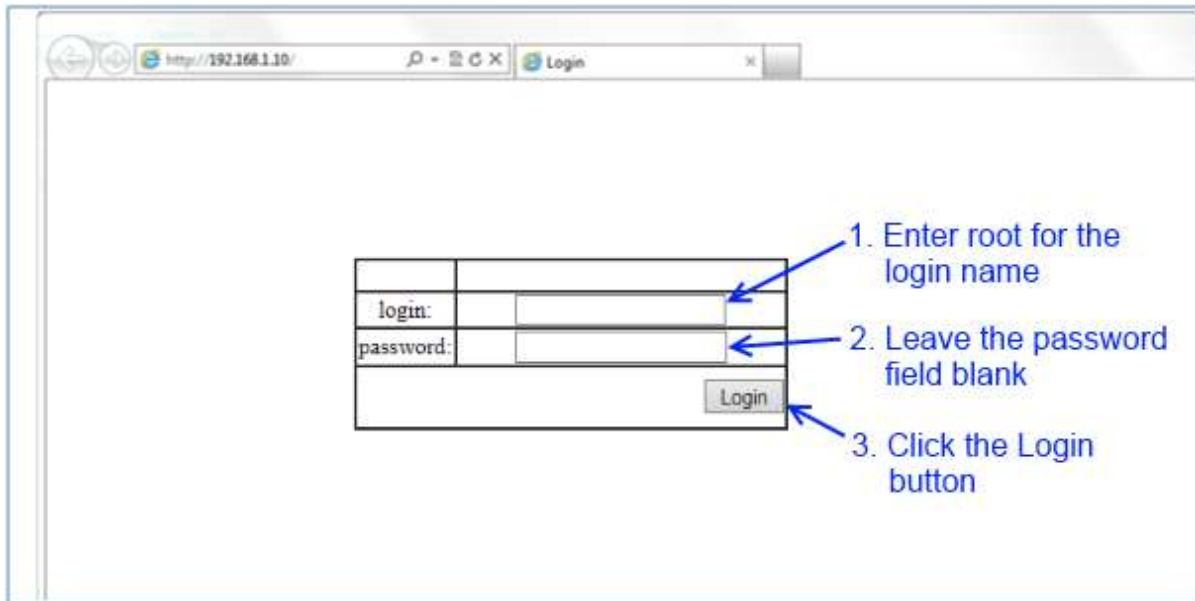 http://192.168.1.10/
Login
1. Enter root for the
login name
login:
password:
2. Leave the password
field blank
Login
3. Click the Login
button